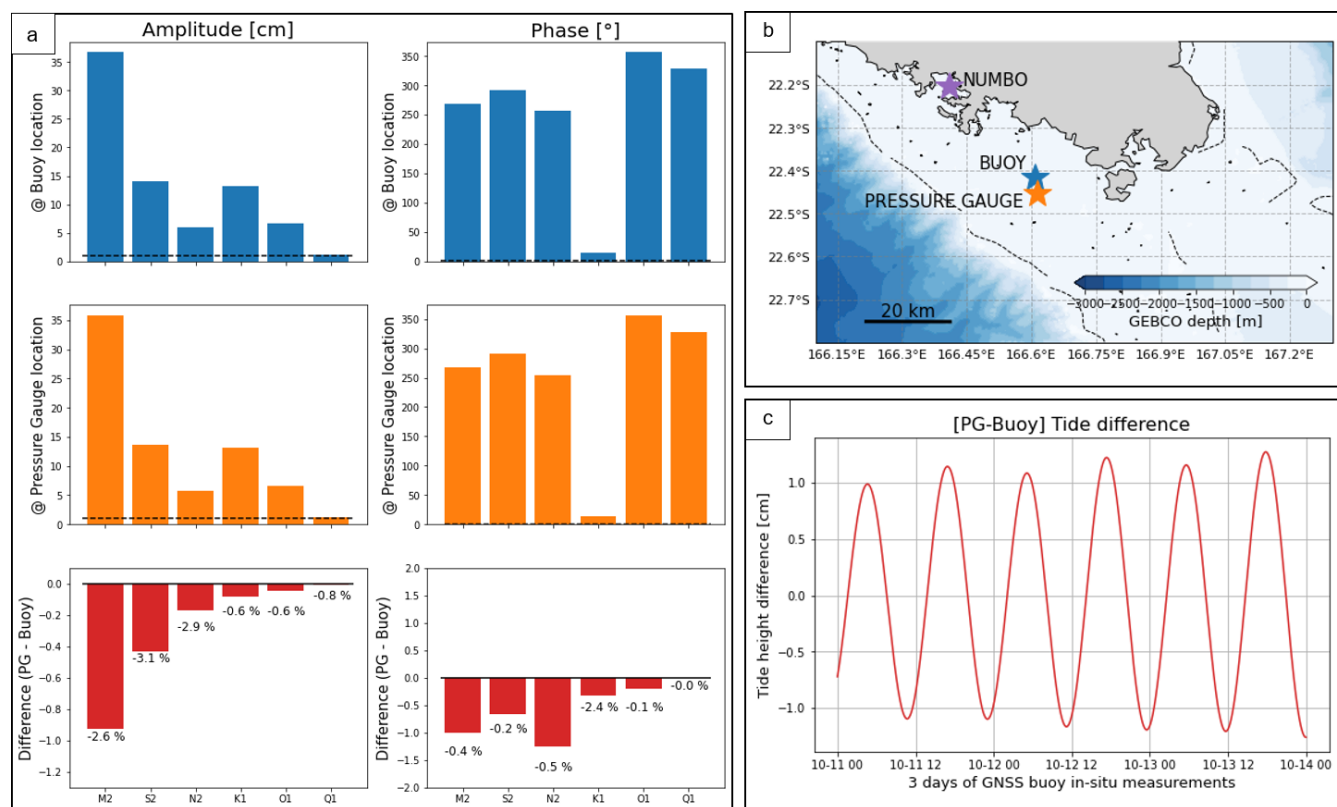 a
Amplitude [cm]
Phase [°]
@ Buoy location
35
30
25
20
15
10
5
0
@ Buoy location
350
300
250
200
150
100
50
0
@ Pressure Gauge location
35
30
25
20
15
10
5
0
@ Pressure Gauge location
350
300
250
200
150
100
50
0
Difference (PG - Buoy)
0.0
−0.2
−0.4
−0.6
−0.8
−1.0
−1.2
-2.6 %
-3.1 %
-2.9 %
-0.6 %
-0.6 %
-0.8 %
M2 S2 N2 K1 O1 Q1
Difference (PG - Buoy)
2.0
1.5
1.0
0.5
0.0
−0.5
−1.0
−1.5
−2.0
-0.4 %
-0.2 %
-0.5 %
-2.4 %
-0.1 %
-0.0 %
M2 S2 N2 K1 O1 Q1
b
22.2°S
22.3°S
22.4°S
22.5°S
22.6°S
22.7°S
NUMBO
BUOY
PRESSURE GAUGE
20 km
−3000 −2500 −2000 −1500 −1000 −500 0
GEBCO depth [m]
166.15°E 166.3°E 166.45°E 166.6°E 166.75°E 166.9°E 167.05°E 167.2°E
c
[PG-Buoy] Tide difference
Tide height difference [cm]
1.0
0.5
0.0
−0.5
−1.0
10-11 00 10-11 12 10-12 00 10-12 12 10-13 00 10-13 12 10-14 00
3 days of GNSS buoy in-situ measurements